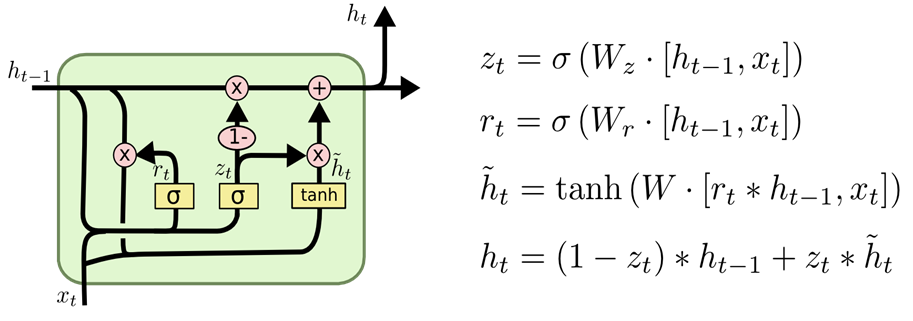 h_t
h_{t-1}
x
+
1-
x
r_t
z_t
x
h̃_t
σ
σ
tanh
x_t
z_t = σ (W_z · [h_{t-1}, x_t])
r_t = σ (W_r · [h_{t-1}, x_t])
h̃_t = tanh (W · [r_t * h_{t-1}, x_t])
h_t = (1 − z_t) * h_{t-1} + z_t * h̃_t